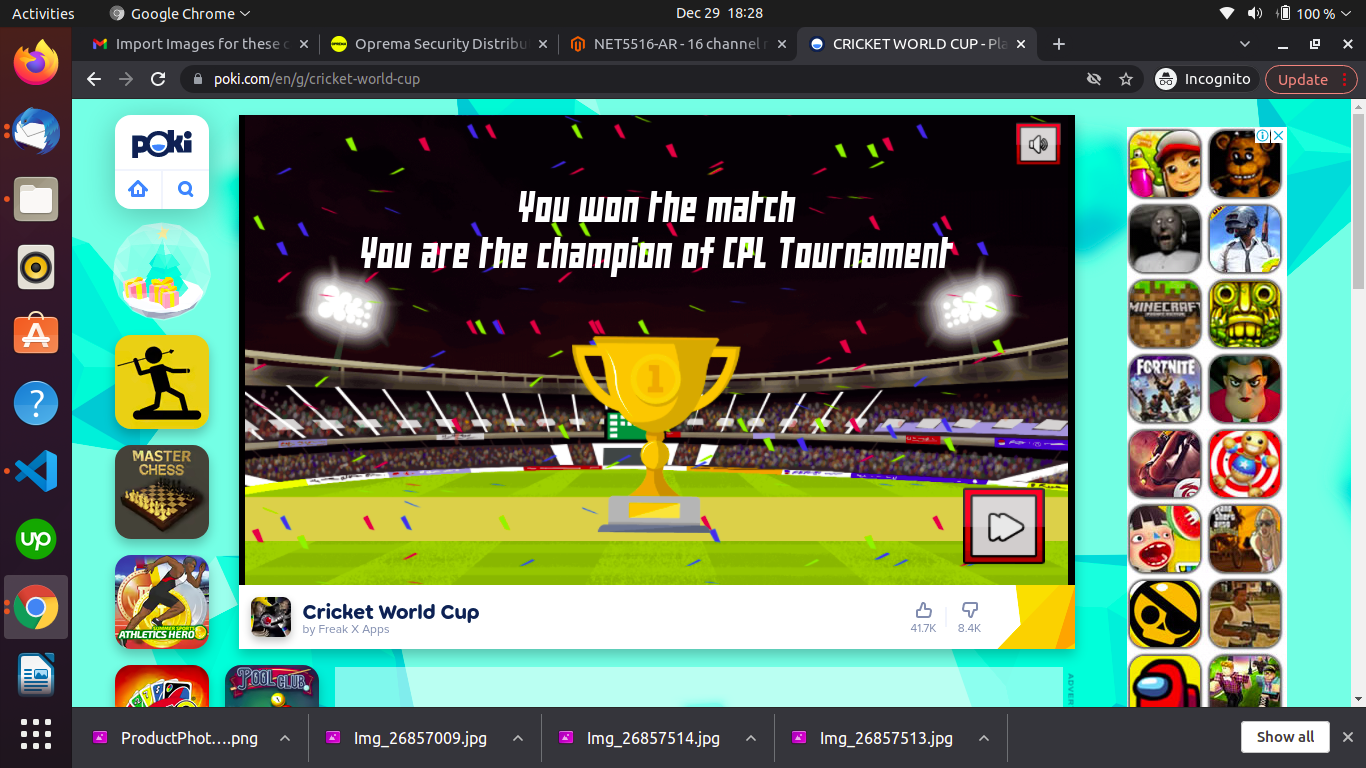 Activities
Google Chrome
Dec 29 18:28
100 %
Import Images for these c
Oprema Security Distribu
NET5516-AR - 16 channel r
CRICKET WORLD CUP - Pla
poki.com/en/g/cricket-world-cup
Incognito
Update
poki
You won the match
You are the champion of CPL Tournament
1
MINECRAFT
FORTNITE
MASTER
CHESS
up
SUMMER SPORTS
ATHLETICS HERO
Cricket World Cup
by Freak X Apps
41.7K
8.4K
POOL CLUB
ProductPhot....png
Img_26857009.jpg
Img_26857514.jpg
Img_26857513.jpg
Show all